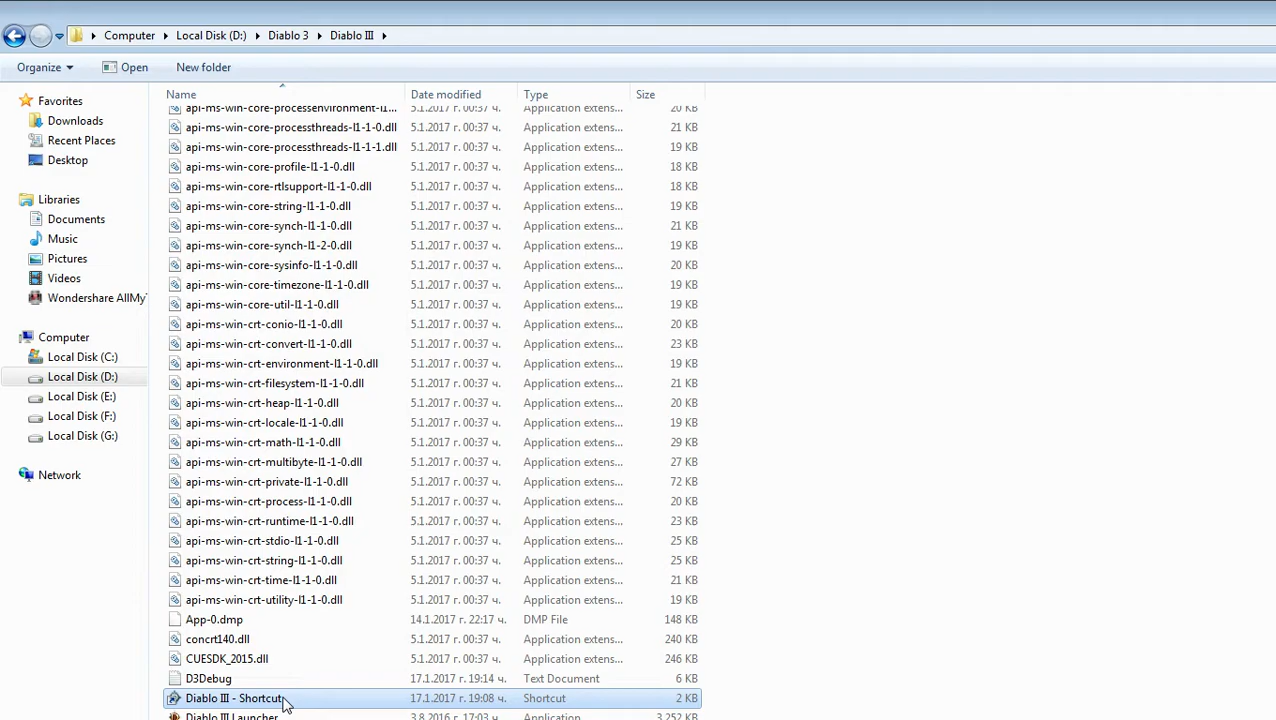 Computer Local Disk (D:) Diablo 3 Diablo III
Organize Open New folder
Name Date modified Type Size
Favorites
Downloads
Recent Places
Desktop
Libraries
Documents
Music
Pictures
Videos
Wondershare AllMy
Computer
Local Disk (C:)
Local Disk (D:)
Local Disk (E:)
Local Disk (F:)
Local Disk (G:)
Network
api-ms-win-core-processenvironment-l1... 5.1.2017 г. 00:37 ч. Application extens... 20 KB
api-ms-win-core-processthreads-l1-1-0.dll 5.1.2017 г. 00:37 ч. Application extens... 21 KB
api-ms-win-core-processthreads-l1-1-1.dll 5.1.2017 г. 00:37 ч. Application extens... 19 KB
api-ms-win-core-profile-l1-1-0.dll 5.1.2017 г. 00:37 ч. Application extens... 18 KB
api-ms-win-core-rtlsupport-l1-1-0.dll 5.1.2017 г. 00:37 ч. Application extens... 18 KB
api-ms-win-core-string-l1-1-0.dll 5.1.2017 г. 00:37 ч. Application extens... 19 KB
api-ms-win-core-synch-l1-1-0.dll 5.1.2017 г. 00:37 ч. Application extens... 21 KB
api-ms-win-core-synch-l1-2-0.dll 5.1.2017 г. 00:37 ч. Application extens... 19 KB
api-ms-win-core-sysinfo-l1-1-0.dll 5.1.2017 г. 00:37 ч. Application extens... 20 KB
api-ms-win-core-timezone-l1-1-0.dll 5.1.2017 г. 00:37 ч. Application extens... 19 KB
api-ms-win-core-util-l1-1-0.dll 5.1.2017 г. 00:37 ч. Application extens... 19 KB
api-ms-win-crt-conio-l1-1-0.dll 5.1.2017 г. 00:37 ч. Application extens... 20 KB
api-ms-win-crt-convert-l1-1-0.dll 5.1.2017 г. 00:37 ч. Application extens... 23 KB
api-ms-win-crt-environment-l1-1-0.dll 5.1.2017 г. 00:37 ч. Application extens... 19 KB
api-ms-win-crt-filesystem-l1-1-0.dll 5.1.2017 г. 00:37 ч. Application extens... 21 KB
api-ms-win-crt-heap-l1-1-0.dll 5.1.2017 г. 00:37 ч. Application extens... 20 KB
api-ms-win-crt-locale-l1-1-0.dll 5.1.2017 г. 00:37 ч. Application extens... 19 KB
api-ms-win-crt-math-l1-1-0.dll 5.1.2017 г. 00:37 ч. Application extens... 29 KB
api-ms-win-crt-multibyte-l1-1-0.dll 5.1.2017 г. 00:37 ч. Application extens... 27 KB
api-ms-win-crt-private-l1-1-0.dll 5.1.2017 г. 00:37 ч. Application extens... 72 KB
api-ms-win-crt-process-l1-1-0.dll 5.1.2017 г. 00:37 ч. Application extens... 20 KB
api-ms-win-crt-runtime-l1-1-0.dll 5.1.2017 г. 00:37 ч. Application extens... 23 KB
api-ms-win-crt-stdio-l1-1-0.dll 5.1.2017 г. 00:37 ч. Application extens... 25 KB
api-ms-win-crt-string-l1-1-0.dll 5.1.2017 г. 00:37 ч. Application extens... 25 KB
api-ms-win-crt-time-l1-1-0.dll 5.1.2017 г. 00:37 ч. Application extens... 21 KB
api-ms-win-crt-utility-l1-1-0.dll 5.1.2017 г. 00:37 ч. Application extens... 19 KB
App-0.dmp 14.1.2017 г. 22:17 ч. DMP File 148 KB
concrt140.dll 5.1.2017 г. 00:37 ч. Application extens... 240 KB
CUESDK_2015.dll 5.1.2017 г. 00:37 ч. Application extens... 246 KB
D3Debug 17.1.2017 г. 19:14 ч. Text Document 6 KB
Diablo III - Shortcut 17.1.2017 г. 19:08 ч. Shortcut 2 KB
Diablo III Launcher 3.8.2016 г. 17:03 ч. Application 3 252 KB